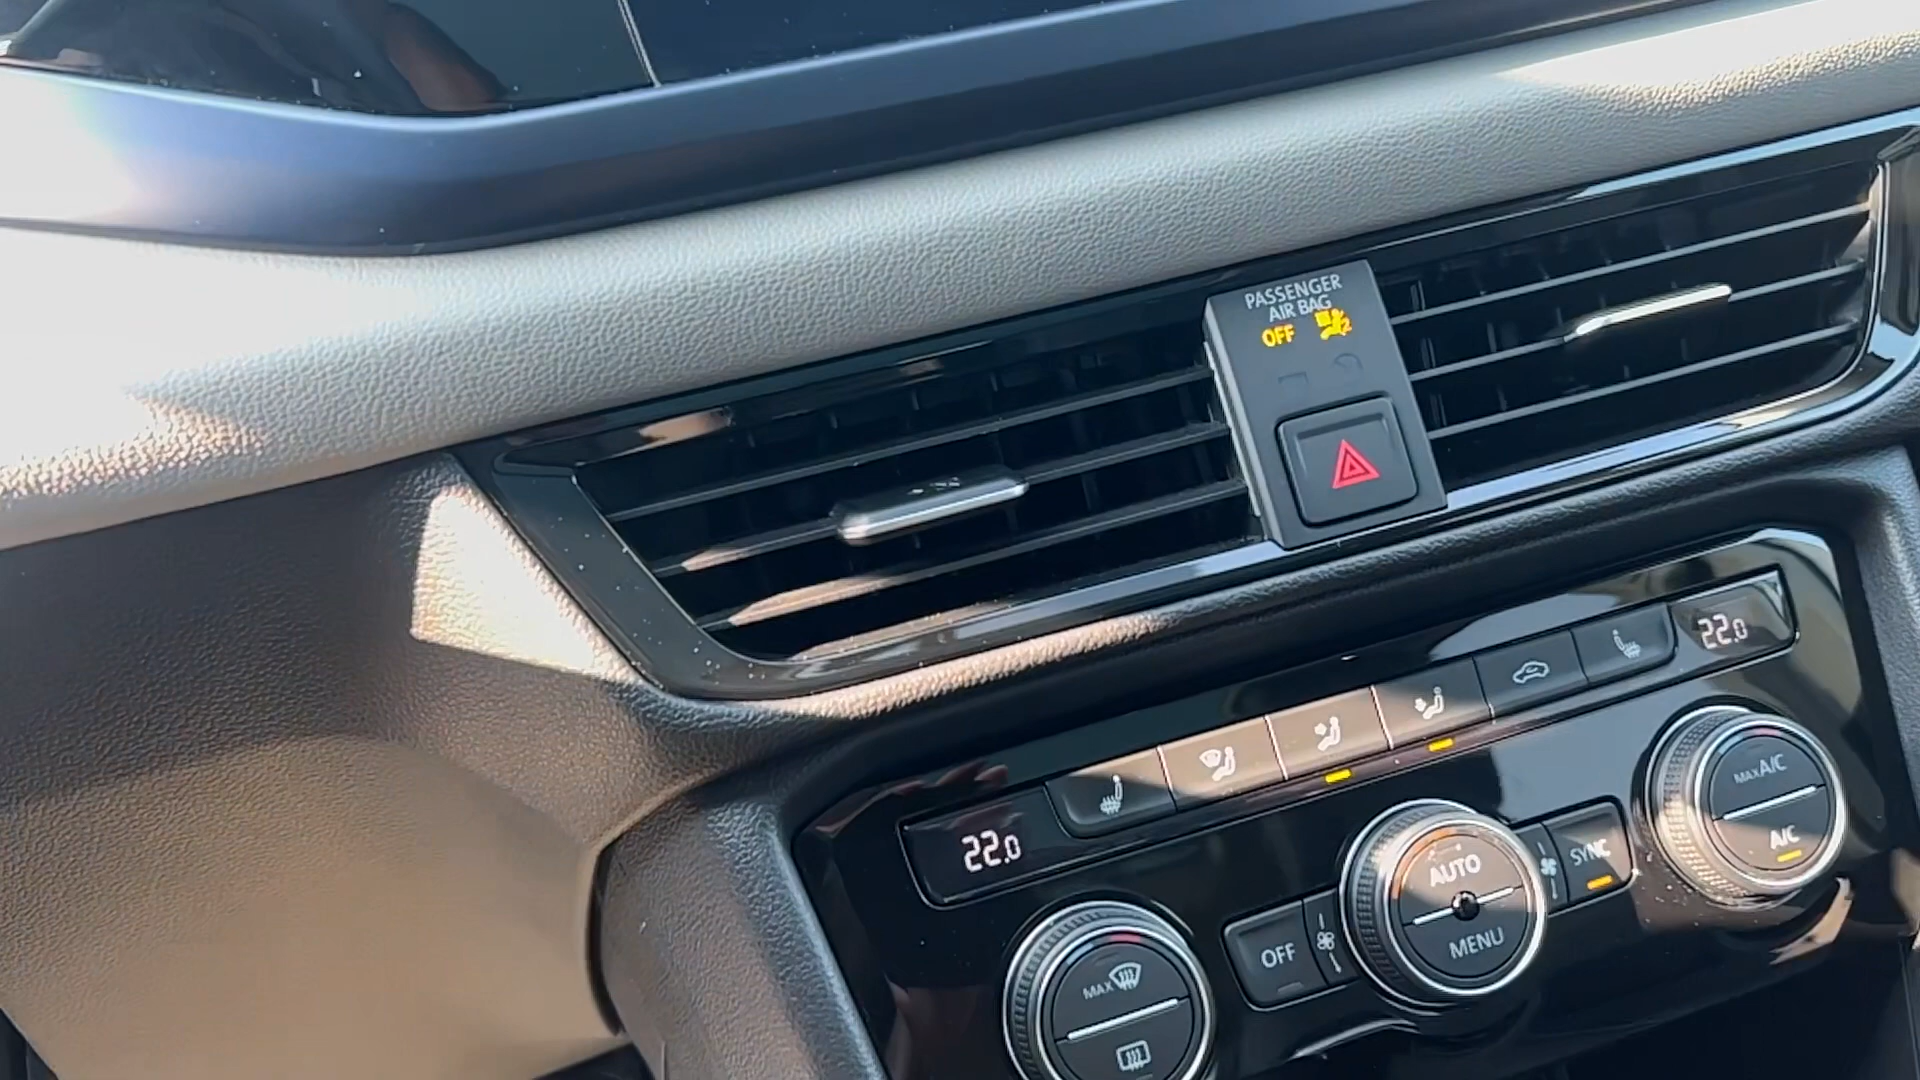 PASSENGER
AIR BAG
OFF
22.0
22.0
MAX A/C
A/C
SYNC
AUTO
MENU
OFF
MAX